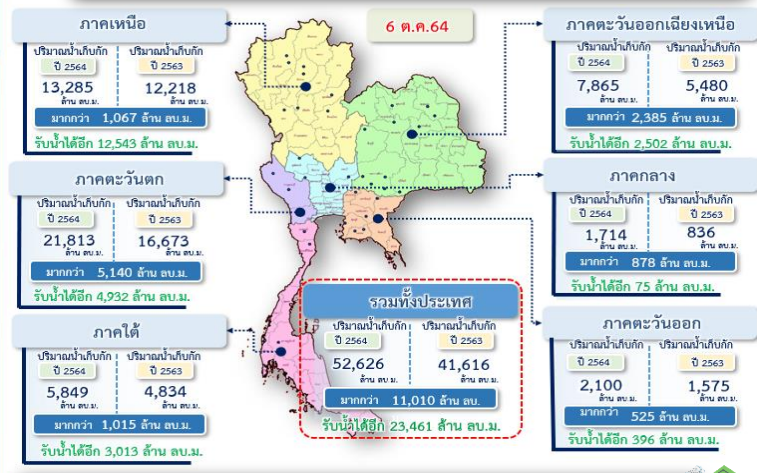 6 ต.ค.64
ภาคเหนือ
ปริมาณน้ำเก็บกัก ปริมาณน้ำเก็บกัก
ปี 2564 ปี 2563
13,285 12,218
ล้าน ลบ.ม. ล้าน ลบ.ม.
มากกว่า 1,067 ล้าน ลบ.ม.
รับน้ำได้อีก 12,543 ล้าน ลบ.ม.
ภาคตะวันออกเฉียงเหนือ
ปริมาณน้ำเก็บกัก ปริมาณน้ำเก็บกัก
ปี 2564 ปี 2563
7,865 5,480
ล้าน ลบ.ม. ล้าน ลบ.ม.
มากกว่า 2,385 ล้าน ลบ.ม.
รับน้ำได้อีก 2,502 ล้าน ลบ.ม.
ภาคตะวันตก
ปริมาณน้ำเก็บกัก ปริมาณน้ำเก็บกัก
ปี 2564 ปี 2563
21,813 16,673
ล้าน ลบ.ม. ล้าน ลบ.ม.
มากกว่า 5,140 ล้าน ลบ.ม.
รับน้ำได้อีก 4,932 ล้าน ลบ.ม.
ภาคกลาง
ปริมาณน้ำเก็บกัก ปริมาณน้ำเก็บกัก
ปี 2564 ปี 2563
1,714 836
ล้าน ลบ.ม. ล้าน ลบ.ม.
มากกว่า 878 ล้าน ลบ.ม.
รับน้ำได้อีก 75 ล้าน ลบ.ม.
ภาคใต้
ปริมาณน้ำเก็บกัก ปริมาณน้ำเก็บกัก
ปี 2564 ปี 2563
5,849 4,834
ล้าน ลบ.ม. ล้าน ลบ.ม.
มากกว่า 1,015 ล้าน ลบ.ม.
รับน้ำได้อีก 3,013 ล้าน ลบ.ม.
รวมทั้งประเทศ
ปริมาณน้ำเก็บกัก ปริมาณน้ำเก็บกัก
ปี 2564 ปี 2563
52,626 41,616
ล้าน ลบ.ม. ล้าน ลบ.ม.
มากกว่า 11,010 ล้าน ลบ.
รับน้ำได้อีก 23,461 ล้าน ลบ.ม.
ภาคตะวันออก
ปริมาณน้ำเก็บกัก ปริมาณน้ำเก็บกัก
ปี 2564 ปี 2563
2,100 1,575
ล้าน ลบ.ม. ล้าน ลบ.ม.
มากกว่า 525 ล้าน ลบ.ม.
รับน้ำได้อีก 396 ล้าน ลบ.ม.